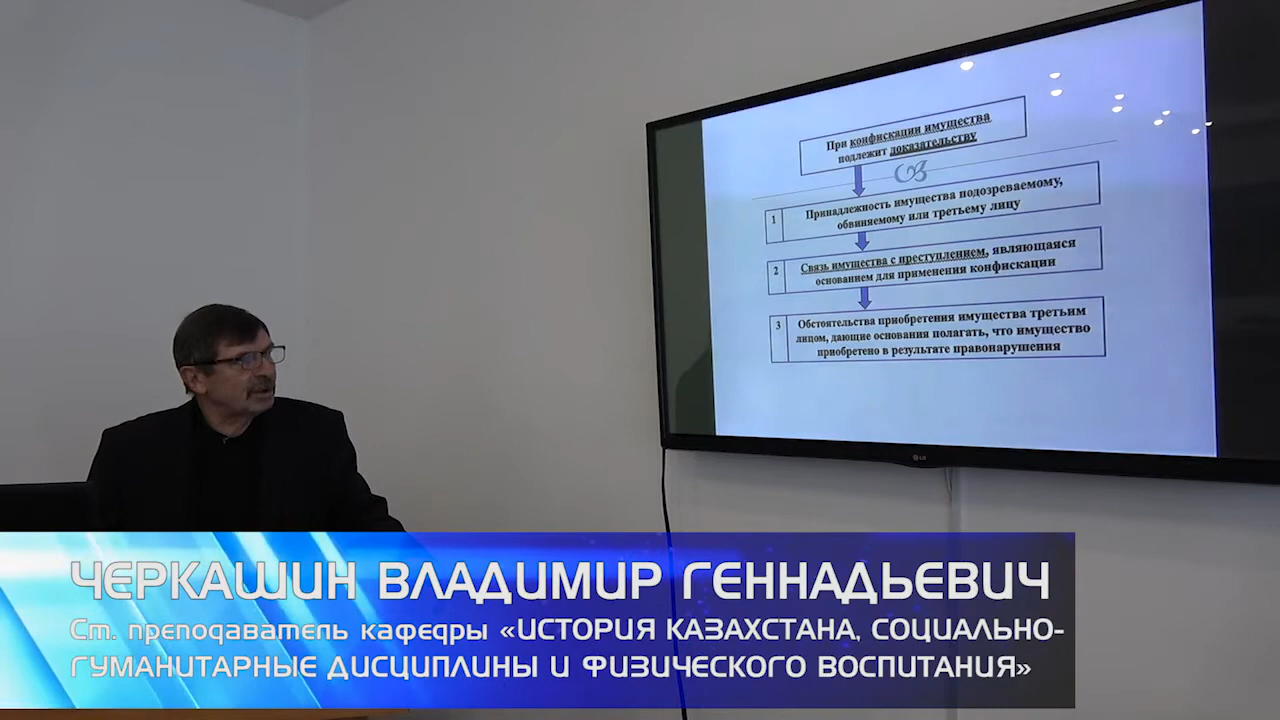 При конфискации имущества
подлежит доказательству
1 Принадлежность имущества подозреваемому,
обвиняемому или третьему лицу
2 Связь имущества с преступлением, являющаяся
основанием для применения конфискации
3 Обстоятельства приобретения имущества третьим
лицом, дающие основания полагать, что имущество
приобретено в результате правонарушения
LG
ЧЕРКАШИН ВЛАДИМИР ГЕННАДЬЕВИЧ
Ст. преподаватель кафедры «ИСТОРИЯ КАЗАХСТАНА, СОЦИАЛЬНО-
ГУМАНИТАРНЫЕ ДИСЦИПЛИНЫ И ФИЗИЧЕСКОГО ВОСПИТАНИЯ»